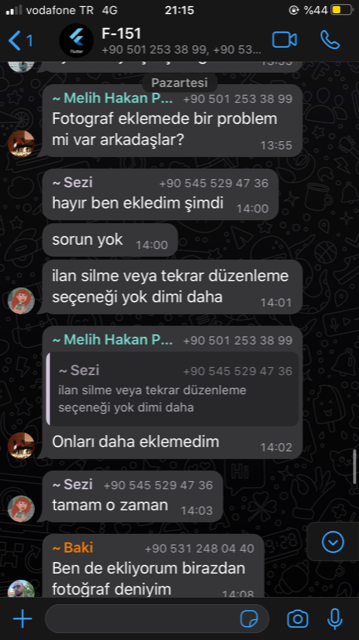 vodafone TR 4G 21:15 %44
1 F-151
+90 501 253 38 99, +90 53...
Pazartesi
~ Melih Hakan P... +90 501 253 38 99
Fotograf eklemede bir problem
mi var arkadaşlar?
13:55
~ Sezi +90 545 529 47 36
hayır ben ekledim şimdi 14:00
sorun yok 14:00
ilan silme veya tekrar düzenleme
seçeneği yok dimi daha 14:01
~ Melih Hakan P... +90 501 253 38 99
~ Sezi +90 545 529 47 36
ilan silme veya tekrar düzenleme
seçeneği yok dimi daha
Onları daha eklemedim 14:02
~ Sezi +90 545 529 47 36
tamam o zaman 14:03
~ Baki +90 531 248 04 40
Ben de ekliyorum birazdan
fotoğraf deniyim 14:08